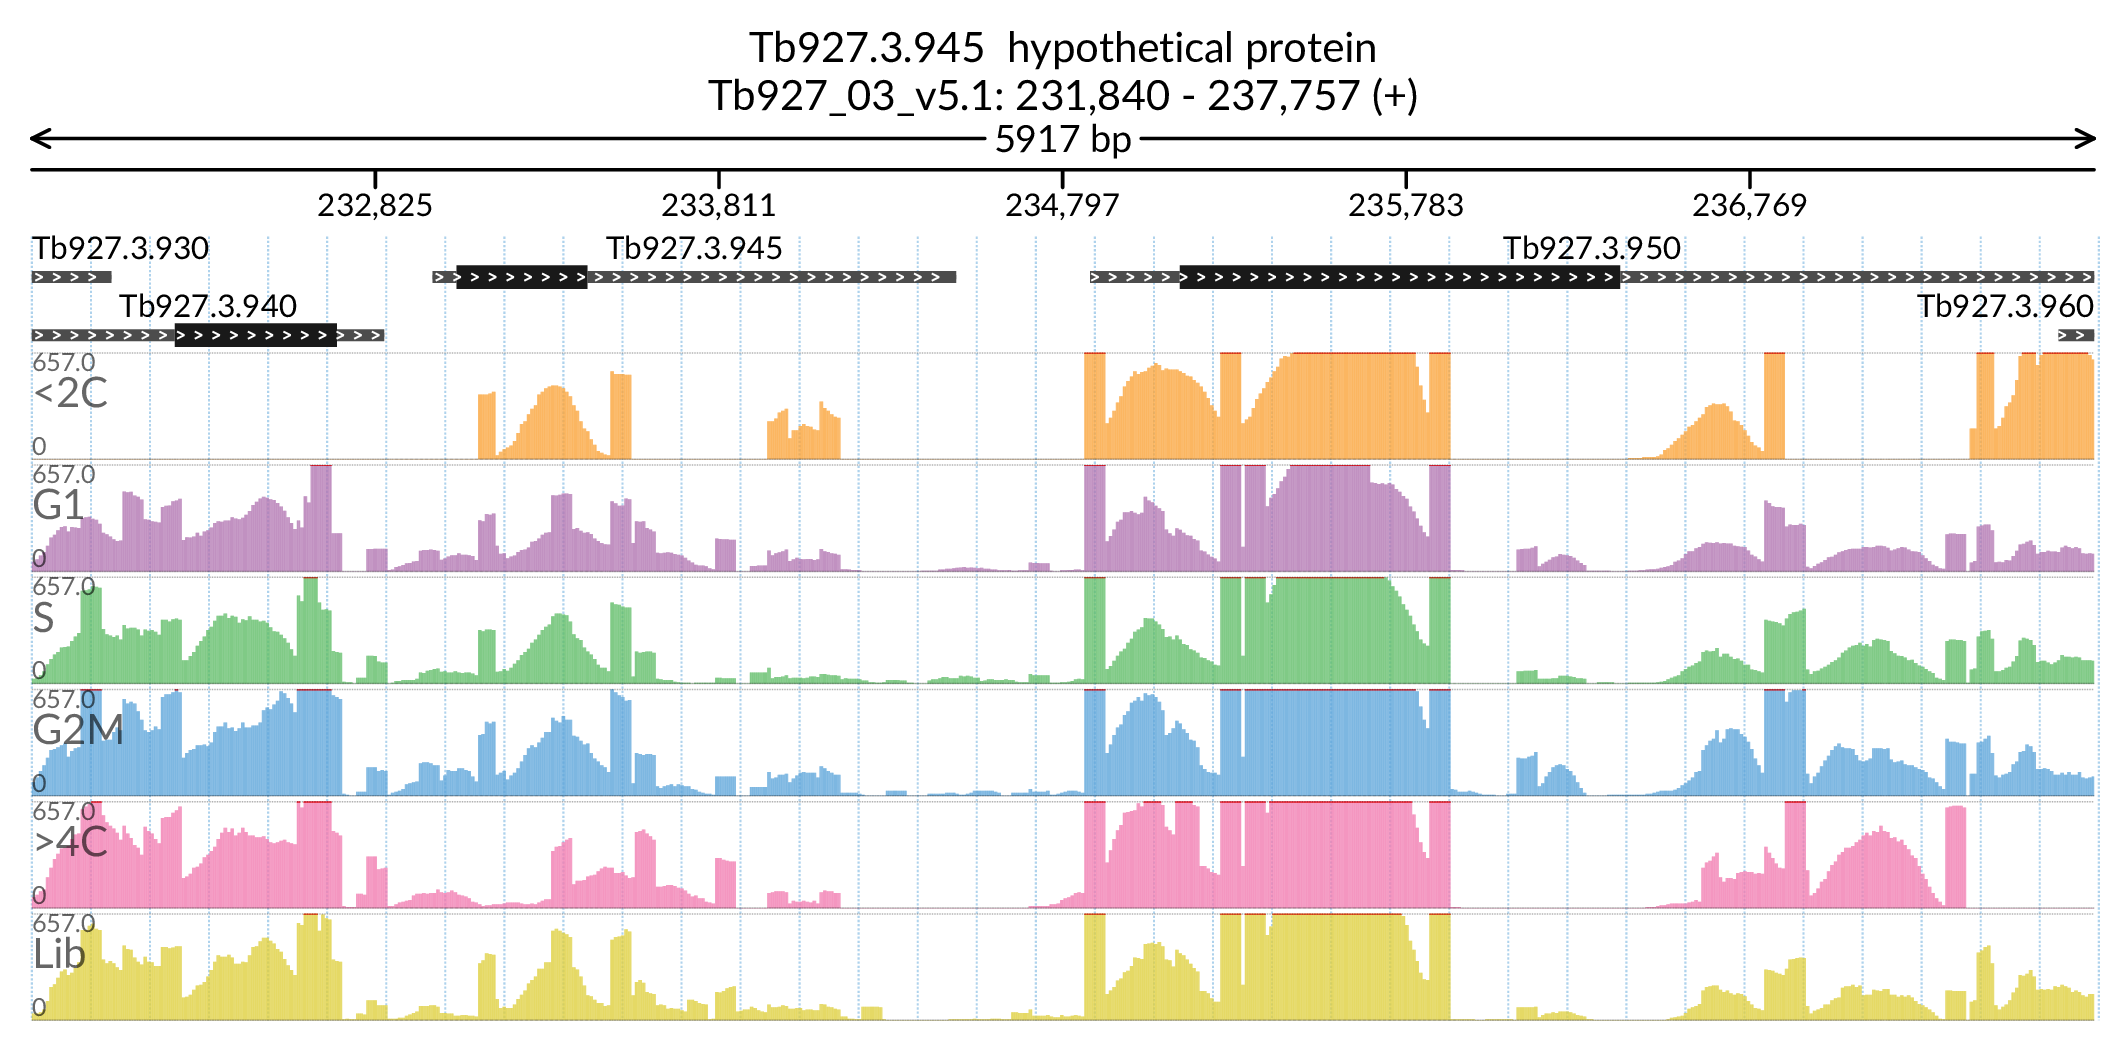 Tb927.3.945  hypothetical protein
Tb927_03_v5.1: 231,840 - 237,757 (+)
5917 bp
232,825 233,811 234,797 235,783 236,769
Tb927.3.930 Tb927.3.945 Tb927.3.950
Tb927.3.940 Tb927.3.960
657.0
<2C
0
657.0
G1
0
657.0
S
0
657.0
G2M
0
657.0
>4C
0
657.0
Lib
0